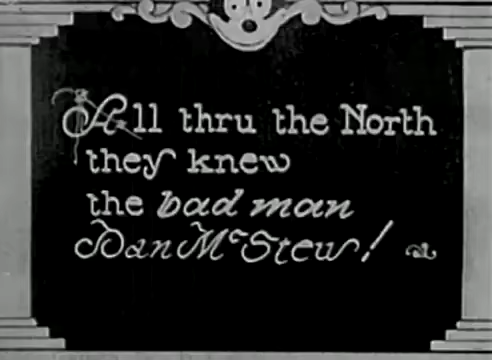 All thru the North
they knew
the bad man
Dan McStew!